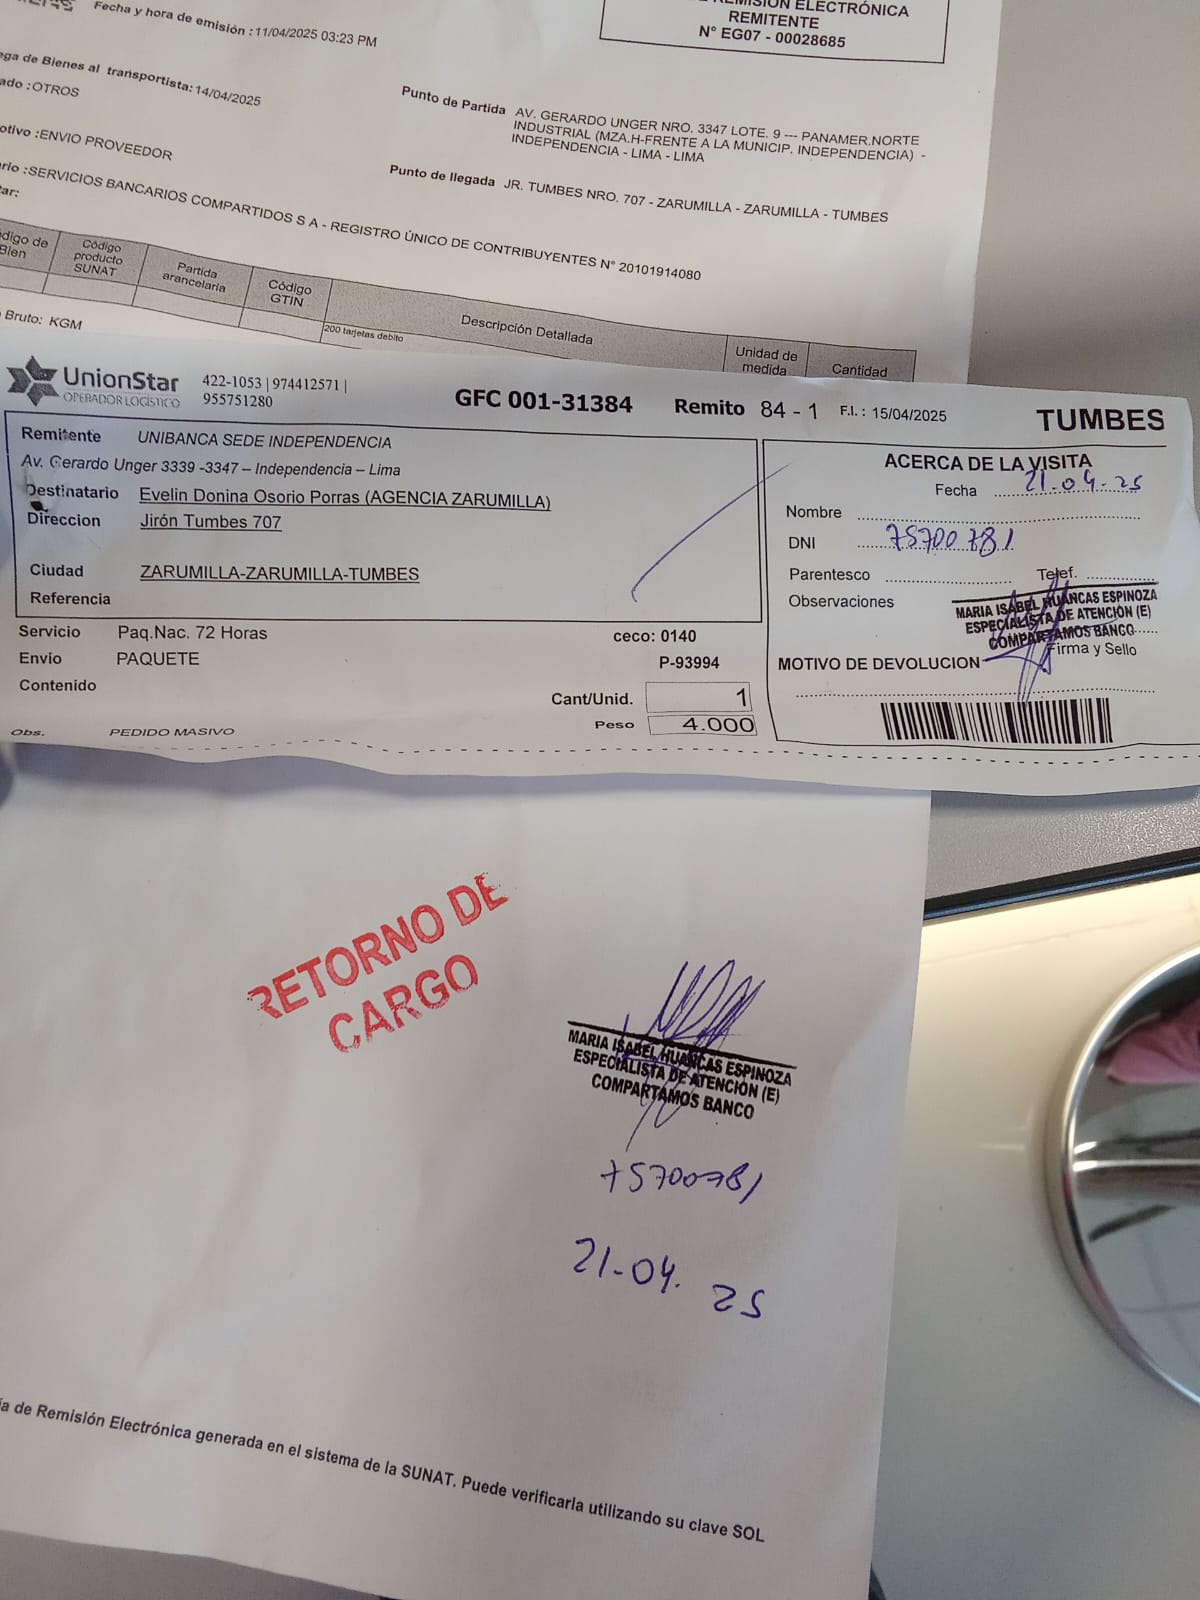 Fecha y hora de emisión : 11/04/2025 03:23 PM
REMISIÓN ELECTRÓNICA
REMITENTE
N° EG07 - 00028685
ega de Bienes al transportista: 14/04/2025
ado : OTROS
otivo : ENVIO PROVEEDOR
Punto de Partida AV. GERARDO UNGER NRO. 3347 LOTE. 9 --- PANAMER.NORTE
INDUSTRIAL (MZA.H-FRENTE A LA MUNICIP. INDEPENDENCIA) -
INDEPENDENCIA - LIMA - LIMA
Punto de llegada JR. TUMBES NRO. 707 - ZARUMILLA - ZARUMILLA - TUMBES
rio : SERVICIOS BANCARIOS COMPARTIDOS S A - REGISTRO ÚNICO DE CONTRIBUYENTES N° 20101914080
tar:
digo de Bien
Código producto SUNAT
Partida arancelaria
Código GTIN
Descripción Detallada
Unidad de medida
Cantidad
200 tarjetas debito
Bruto: KGM
UnionStar
OPERADOR LOGÍSTICO
422-1053 | 974412571 |
955751280
GFC 001-31384 Remito 84 - 1 F.I. : 15/04/2025 TUMBES
Remitente UNIBANCA SEDE INDEPENDENCIA
Av. Gerardo Unger 3339 -3347 – Independencia – Lima
Destinatario Evelin Donina Osorio Porras (AGENCIA ZARUMILLA)
Direccion Jirón Tumbes 707
Ciudad ZARUMILLA-ZARUMILLA-TUMBES
Referencia
Servicio Paq.Nac. 72 Horas ceco: 0140
Envío PAQUETE P-93994
Contenido
Cant/Unid. 1
Peso 4.000
Obs. PEDIDO MASIVO
ACERCA DE LA VISITA
Fecha 21-04-25
Nombre
DNI 75700781
Parentesco Telef.
Observaciones
MARIA ISABEL HUANCAS ESPINOZA
ESPECIALISTA DE ATENCIÓN (E)
COMPARTAMOS BANCO
Firma y Sello
MOTIVO DE DEVOLUCION
RETORNO DE
CARGO
MARIA ISABEL HUANCAS ESPINOZA
ESPECIALISTA DE ATENCIÓN (E)
COMPARTAMOS BANCO
75700781
21-04. 25
ía de Remisión Electrónica generada en el sistema de la SUNAT. Puede verificarla utilizando su clave SOL